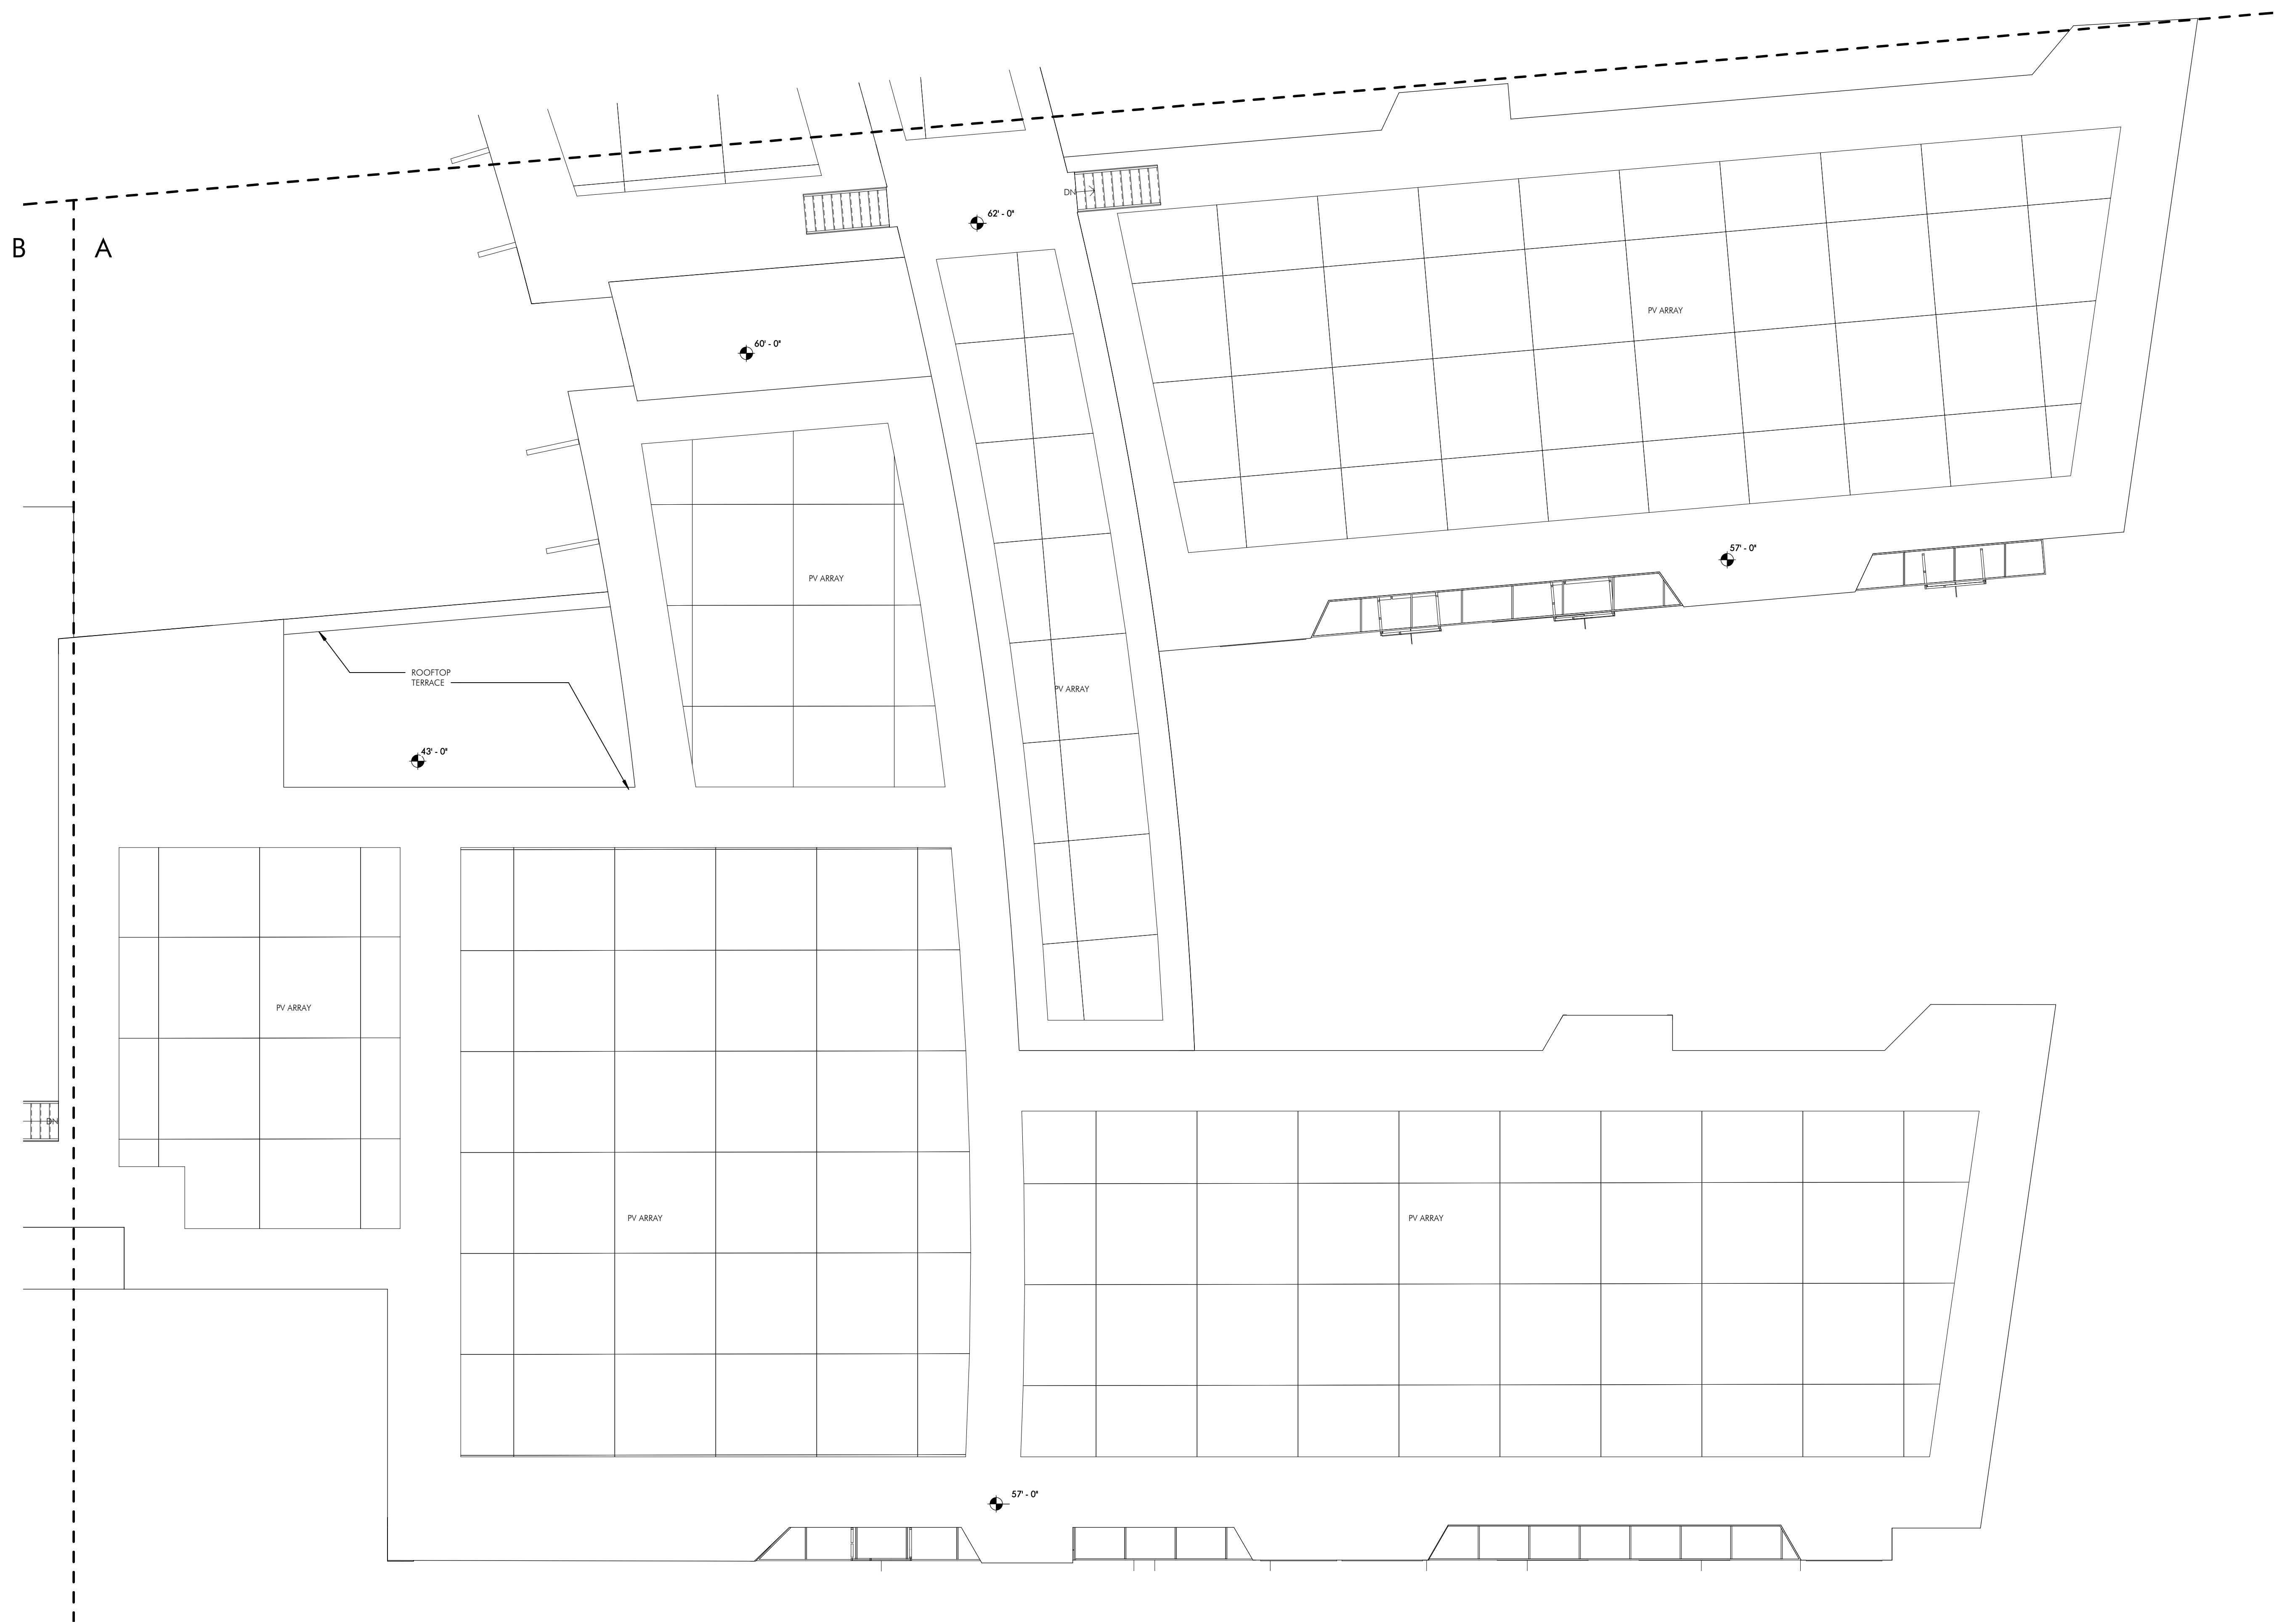 B
A
DN
62' - 0"
60' - 0"
PV ARRAY
57' - 0"
PV ARRAY
ROOFTOP
TERRACE
PV ARRAY
43' - 0"
PV ARRAY
DN
PV ARRAY
PV ARRAY
57' - 0"